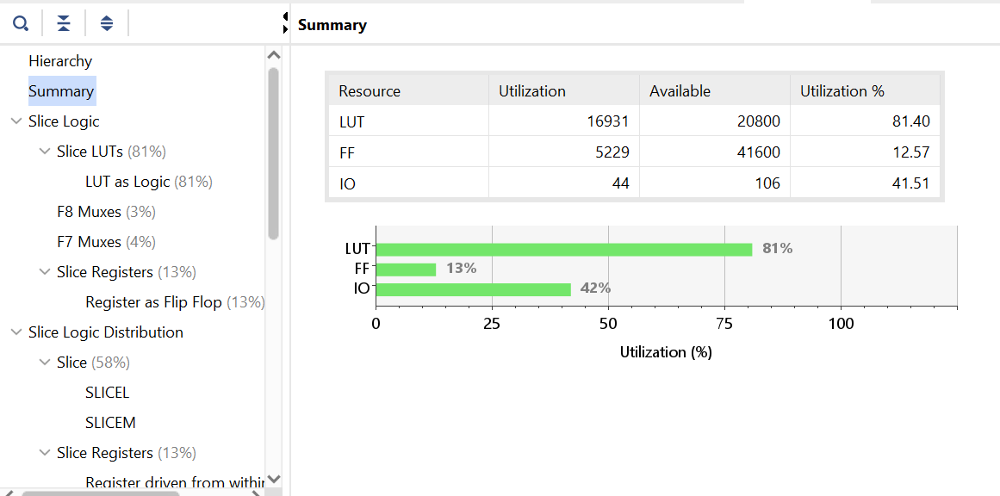 Summary
Hierarchy
Summary
Slice Logic
Slice LUTs (81%)
LUT as Logic (81%)
F8 Muxes (3%)
F7 Muxes (4%)
Slice Registers (13%)
Register as Flip Flop (13%)
Slice Logic Distribution
Slice (58%)
SLICEL
SLICEM
Slice Registers (13%)
Register driven from within
Resource Utilization Available Utilization %
LUT 16931 20800 81.40
FF 5229 41600 12.57
IO 44 106 41.51
LUT 81%
FF 13%
IO 42%
0 25 50 75 100
Utilization (%)